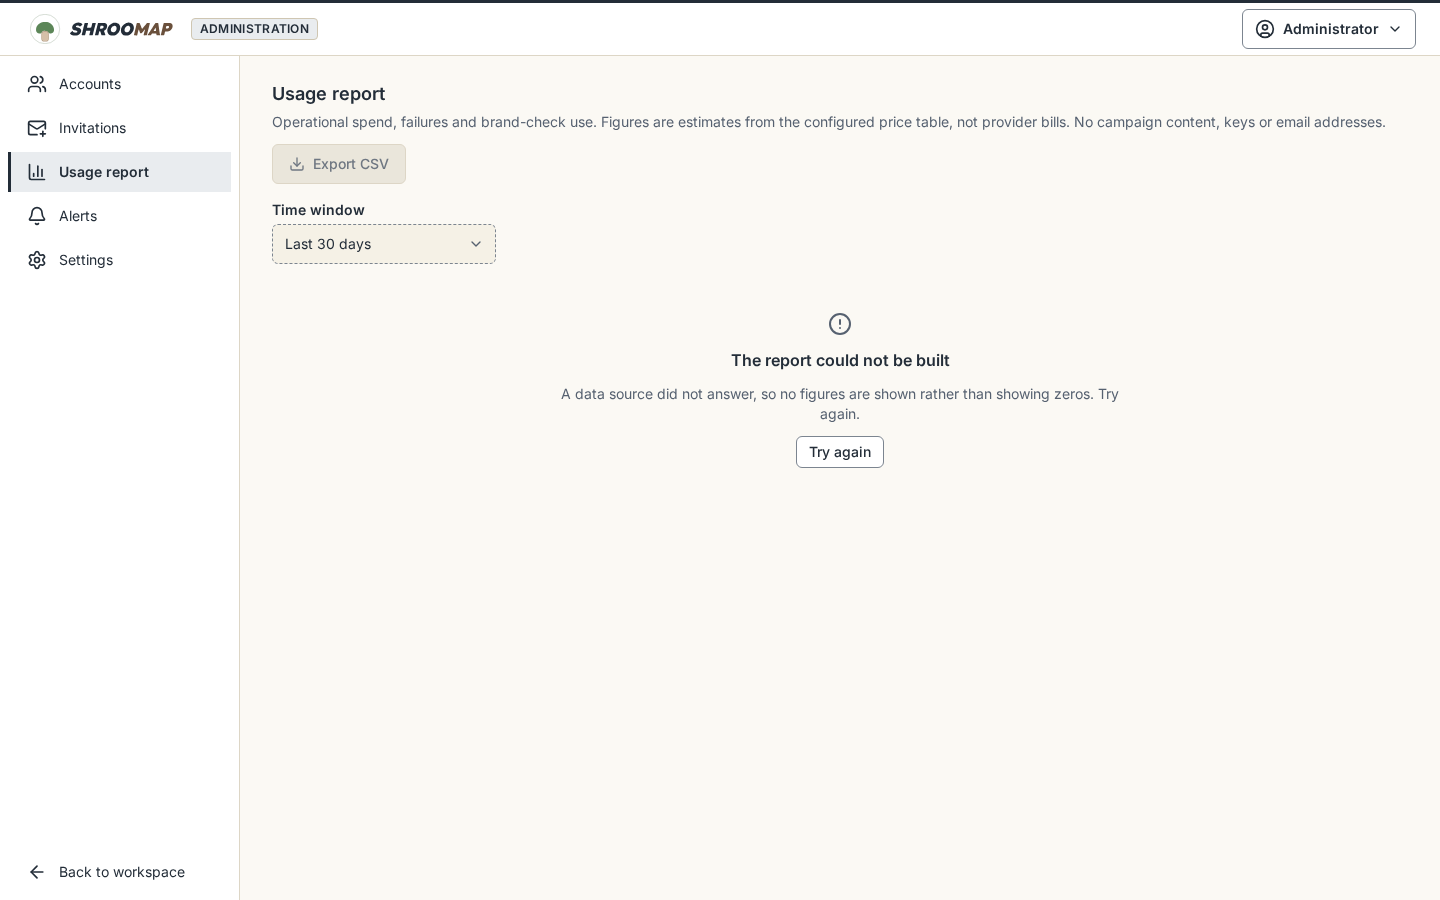 SHROOMAP
ADMINISTRATION
Administrator
Accounts
Invitations
Usage report
Alerts
Settings
Back to workspace
Usage report
Operational spend, failures and brand-check use. Figures are estimates from the configured price table, not provider bills. No campaign content, keys or email addresses.
Export CSV
Time window
Last 30 days
The report could not be built
A data source did not answer, so no figures are shown rather than showing zeros. Try
again.
Try again